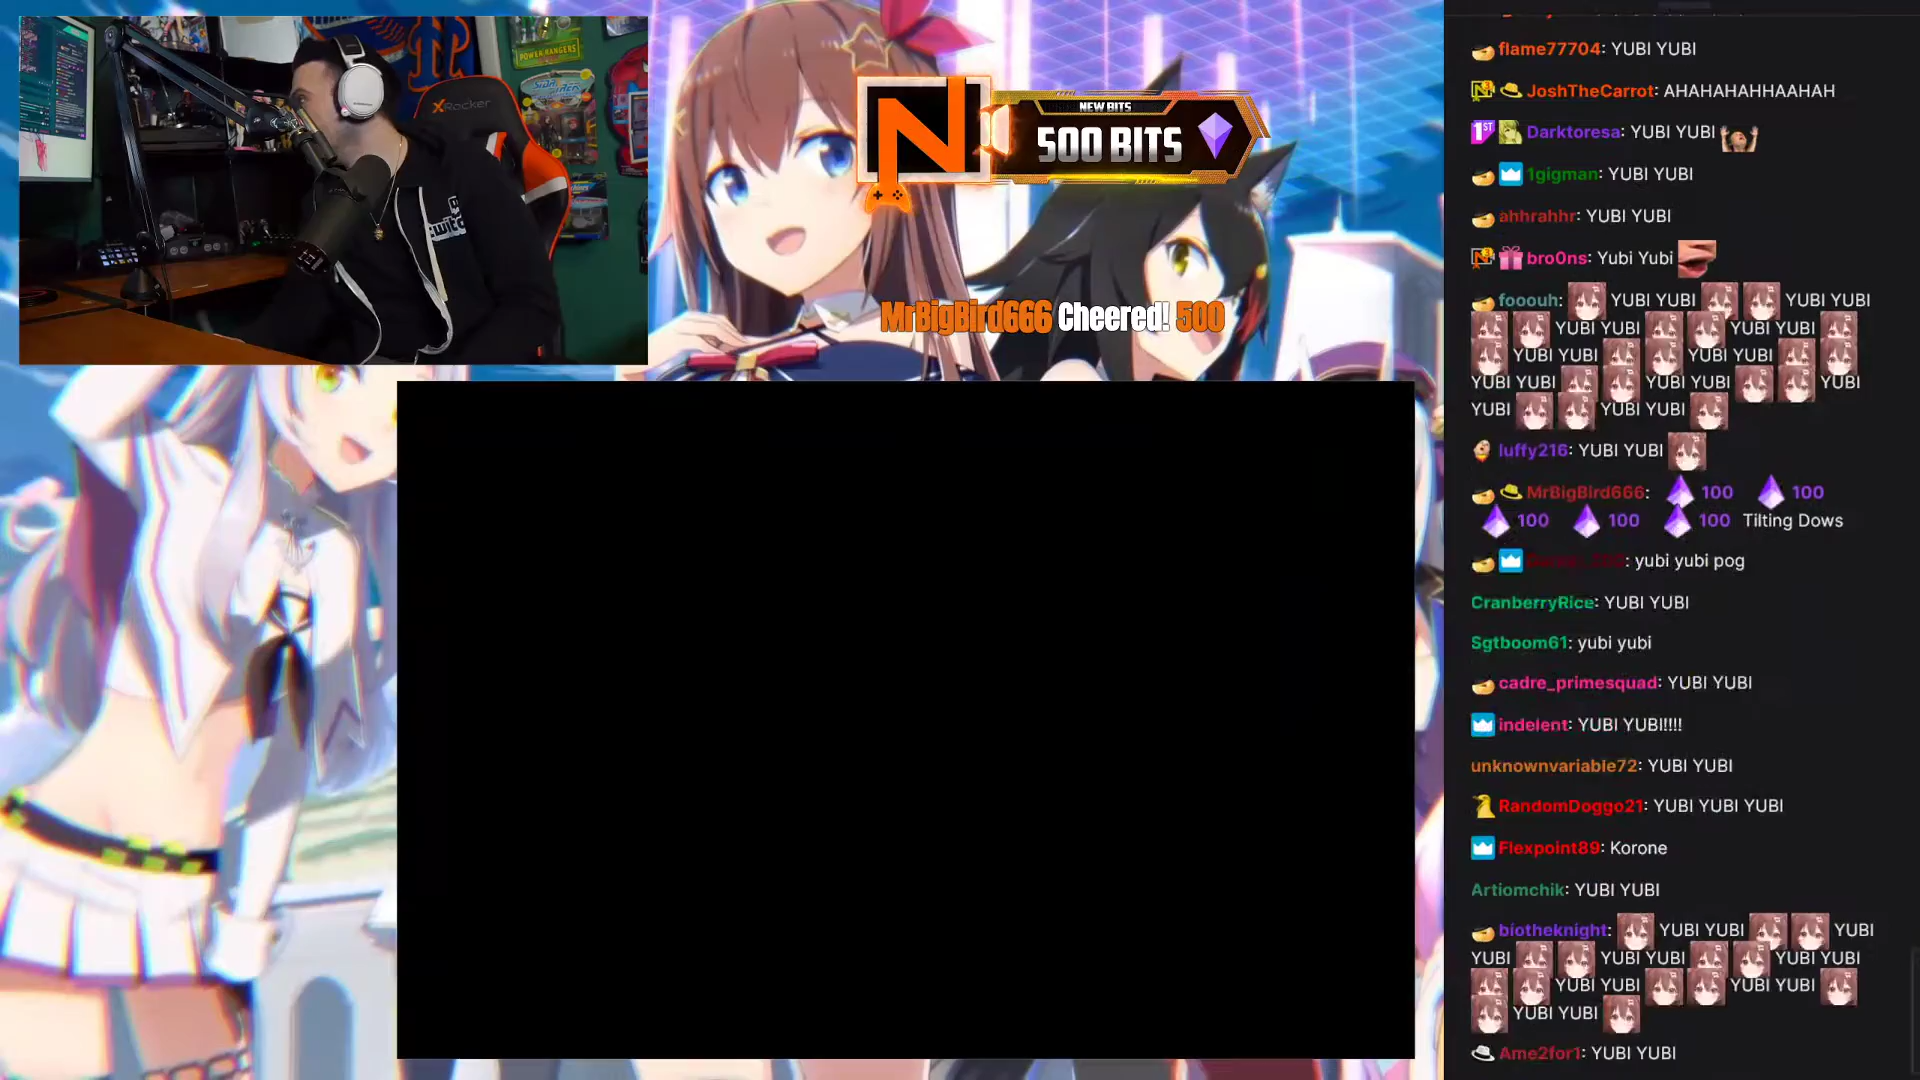 POWER RANGERS
XRocker
twitch
N
NEW BITS
500 BITS
MrBigBird666 Cheered! 500
flame77704: YUBI YUBI
JoshTheCarrot: AHAHAHAHHAAHAH
1ST Darktoresa: YUBI YUBI
1gigman: YUBI YUBI
ahhrahhr: YUBI YUBI
bro0ns: Yubi Yubi
fooouh: YUBI YUBI YUBI YUBI
YUBI YUBI YUBI YUBI
YUBI YUBI YUBI YUBI
YUBI YUBI YUBI YUBI YUBI
YUBI YUBI YUBI
luffy216: YUBI YUBI
MrBigBird666: 100 100
100 100 100 Tilting Dows
: yubi yubi pog
CranberryRice: YUBI YUBI
Sgtboom61: yubi yubi
cadre_primesquad: YUBI YUBI
indelent: YUBI YUBI!!!!
unknownvariable72: YUBI YUBI
RandomDoggo21: YUBI YUBI YUBI
Flexpoint89: Korone
Artiomchik: YUBI YUBI
biotheknight: YUBI YUBI YUBI
YUBI YUBI YUBI YUBI YUBI
YUBI YUBI YUBI YUBI
YUBI YUBI
Ame2for1: YUBI YUBI